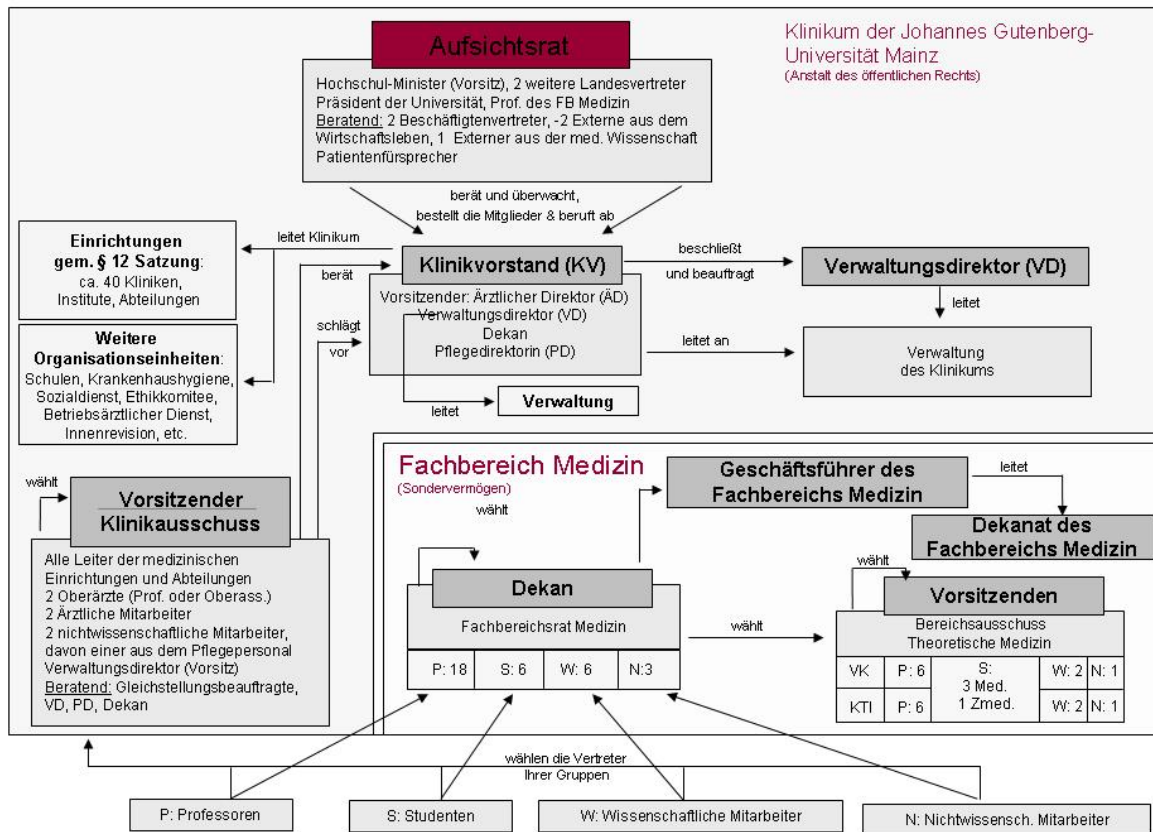 Klinikum der Johannes Gutenberg-
Universität Mainz
(Anstalt des öffentlichen Rechts)
Aufsichtsrat
Hochschul-Minister (Vorsitz), 2 weitere Landesvertreter
Präsident der Universität, Prof. des FB Medizin
Beratend: 2 Beschäftigtenvertreter, -2 Externe aus dem
Wirtschaftsleben, 1 Externer aus der med. Wissenschaft
Patientenfürsprecher
berät und überwacht,
bestellt die Mitglieder & beruft ab
Einrichtungen
gem. § 12 Satzung:
ca. 40 Kliniken,
Institute, Abteilungen
leitet Klinikum
berät
Klinikvorstand (KV)
Vorsitzender: Ärztlicher Direktor (ÄD)
Verwaltungsdirektor (VD)
Dekan
Pflegedirektorin (PD)
beschließt
und beauftragt
Verwaltungsdirektor (VD)
leitet
leitet an
Verwaltung
des Klinikums
schlägt
vor
Weitere
Organisationseinheiten:
Schulen, Krankenhaushygiene,
Sozialdienst, Ethikkomitee,
Betriebsärztlicher Dienst,
Innenrevision, etc.
leitet
Verwaltung
wählt
Vorsitzender
Klinikausschuss
Alle Leiter der medizinischen
Einrichtungen und Abteilungen
2 Oberärzte (Prof. oder Oberass.)
2 Ärztliche Mitarbeiter
2 nichtwissenschaftliche Mitarbeiter,
davon einer aus dem Pflegepersonal
Verwaltungsdirektor (Vorsitz)
Beratend: Gleichstellungsbeauftragte,
VD, PD, Dekan
Fachbereich Medizin
(Sondervermögen)
wählt
Geschäftsführer des
Fachbereichs Medizin
leitet
Dekanat des
Fachbereichs Medizin
Dekan
Fachbereichsrat Medizin
P: 18 S: 6 W: 6 N:3
wählt
wählt
Vorsitzenden
Bereichsausschuss
Theoretische Medizin
VK P: 6 S: 3 Med. 1 Zmed. W: 2 N: 1
KTI P: 6 W: 2 N: 1
wählen die Vertreter
Ihrer Gruppen
P: Professoren
S: Studenten
W: Wissenschaftliche Mitarbeiter
N: Nichtwissensch. Mitarbeiter